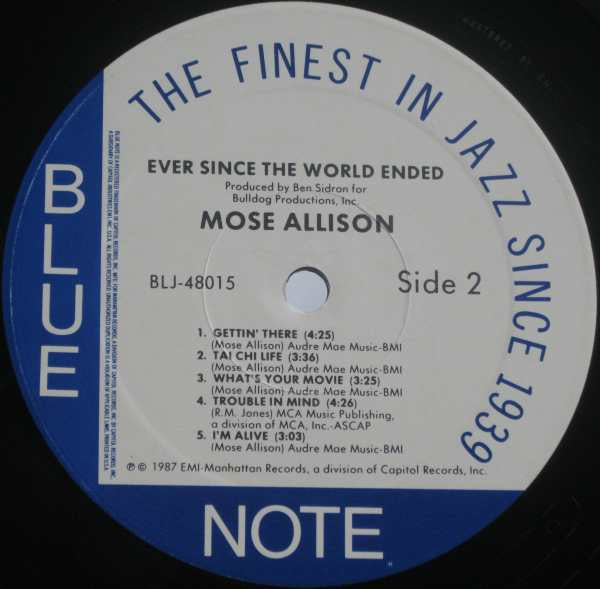 THE FINEST IN JAZZ SINCE 1939
BLUE
EVER SINCE THE WORLD ENDED
Produced by Ben Sidron for
Bulldog Productions, Inc.
MOSE ALLISON
BLJ-48015
Side 2
1. GETTIN' THERE (4:25)
(Mose Allison) Audre Mae Music-BMI
2. TAI CHI LIFE (3:36)
(Mose Allison) Audre Mae Music-BMI
3. WHAT'S YOUR MOVIE (3:25)
(Mose Allison) Audre Mae Music-BMI
4. TROUBLE IN MIND (4:26)
(R.M. Jones) MCA Music Publishing,
a division of MCA, Inc.-ASCAP
5. I'M ALIVE (3:03)
(Mose Allison) Audre Mae Music-BMI
℗ © 1987 EMI-Manhattan Records, a division of Capitol Records, Inc.
NOTE